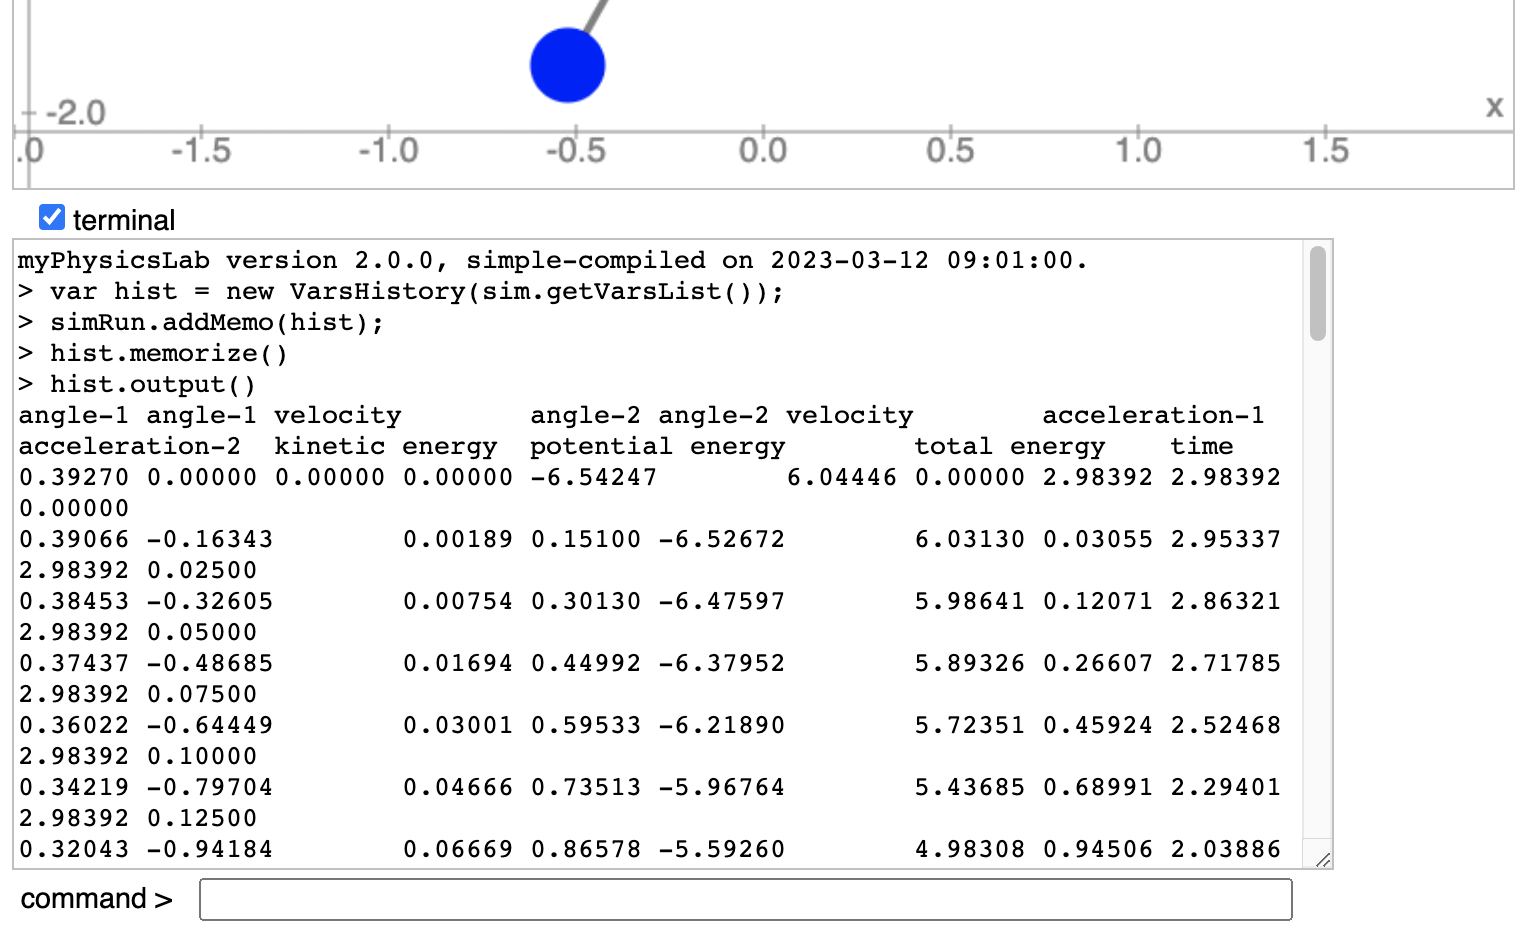 -2.0
x
.0 -1.5 -1.0 -0.5 0.0 0.5 1.0 1.5
terminal
myPhysicsLab version 2.0.0, simple-compiled on 2023-03-12 09:01:00.
> var hist = new VarsHistory(sim.getVarsList());
> simRun.addMemo(hist);
> hist.memorize()
> hist.output()
angle-1 angle-1 velocity angle-2 angle-2 velocity acceleration-1
acceleration-2 kinetic energy potential energy total energy time
0.39270 0.00000 0.00000 0.00000 -6.54247 6.04446 0.00000 2.98392 2.98392
0.00000
0.39066 -0.16343 0.00189 0.15100 -6.52672 6.03130 0.03055 2.95337
2.98392 0.02500
0.38453 -0.32605 0.00754 0.30130 -6.47597 5.98641 0.12071 2.86321
2.98392 0.05000
0.37437 -0.48685 0.01694 0.44992 -6.37952 5.89326 0.26607 2.71785
2.98392 0.07500
0.36022 -0.64449 0.03001 0.59533 -6.21890 5.72351 0.45924 2.52468
2.98392 0.10000
0.34219 -0.79704 0.04666 0.73513 -5.96764 5.43685 0.68991 2.29401
2.98392 0.12500
0.32043 -0.94184 0.06669 0.86578 -5.59260 4.98308 0.94506 2.03886
command >